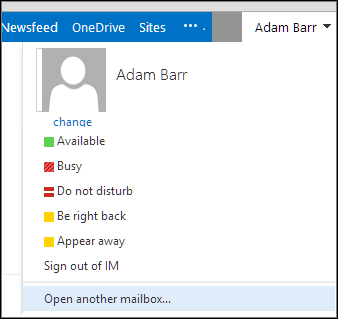 Newsfeed OneDrive Sites ··· . Adam Barr
Adam Barr
change
Available
Busy
Do not disturb
Be right back
Appear away
Sign out of IM
Open another mailbox...